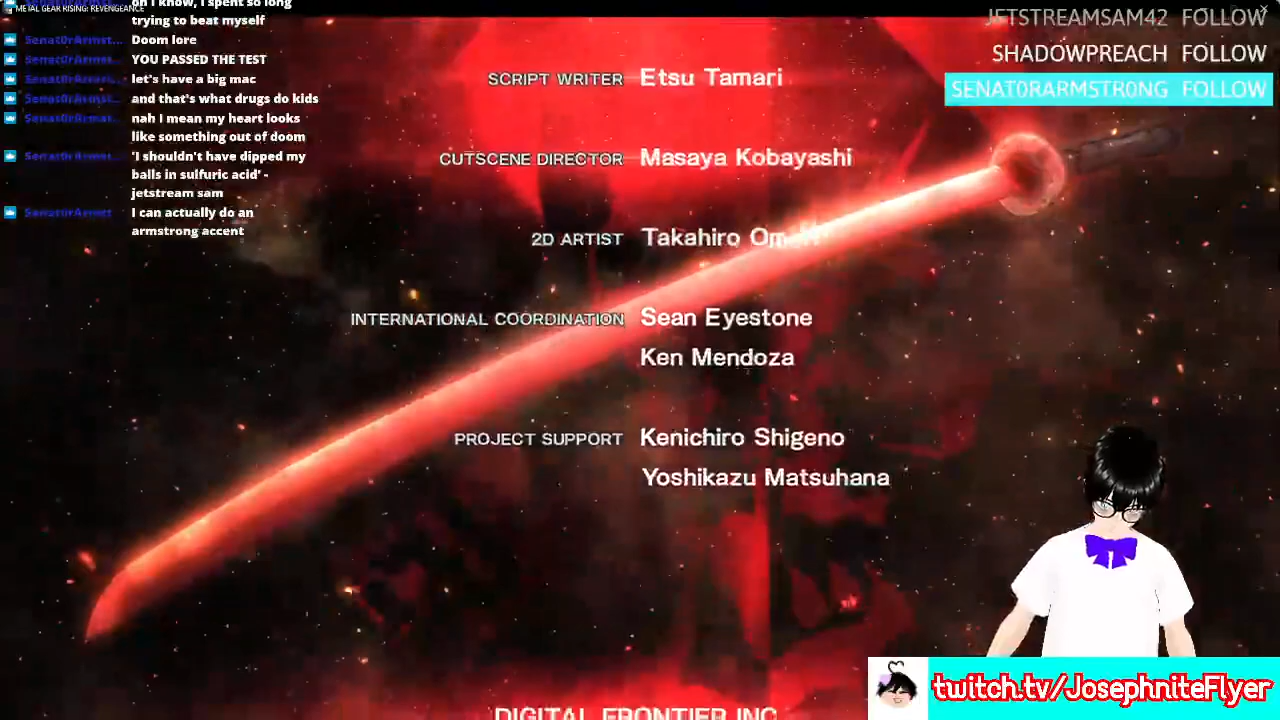 METAL GEAR RISING: REVENGEANCE
oh I know, I spent so long
trying to beat myself
Doom lore
YOU PASSED THE TEST
let's have a big mac
and that's what drugs do kids
nah I mean my heart looks
like something out of doom
'I shouldn't have dipped my
balls in sulfuric acid' -
jetstream sam
I can actually do an
armstrong accent
JETSTREAMSAM42 FOLLOW
SHADOWPREACH FOLLOW
SENAT0RARMSTR0NG FOLLOW
SCRIPT WRITER Etsu Tamari
CUTSCENE DIRECTOR Masaya Kobayashi
2D ARTIST Takahiro
INTERNATIONAL COORDINATION Sean Eyestone
Ken Mendoza
PROJECT SUPPORT Kenichiro Shigeno
Yoshikazu Matsuhana
DIGITAL FRONTIER INC
twitch.tv/JosephniteFlyer